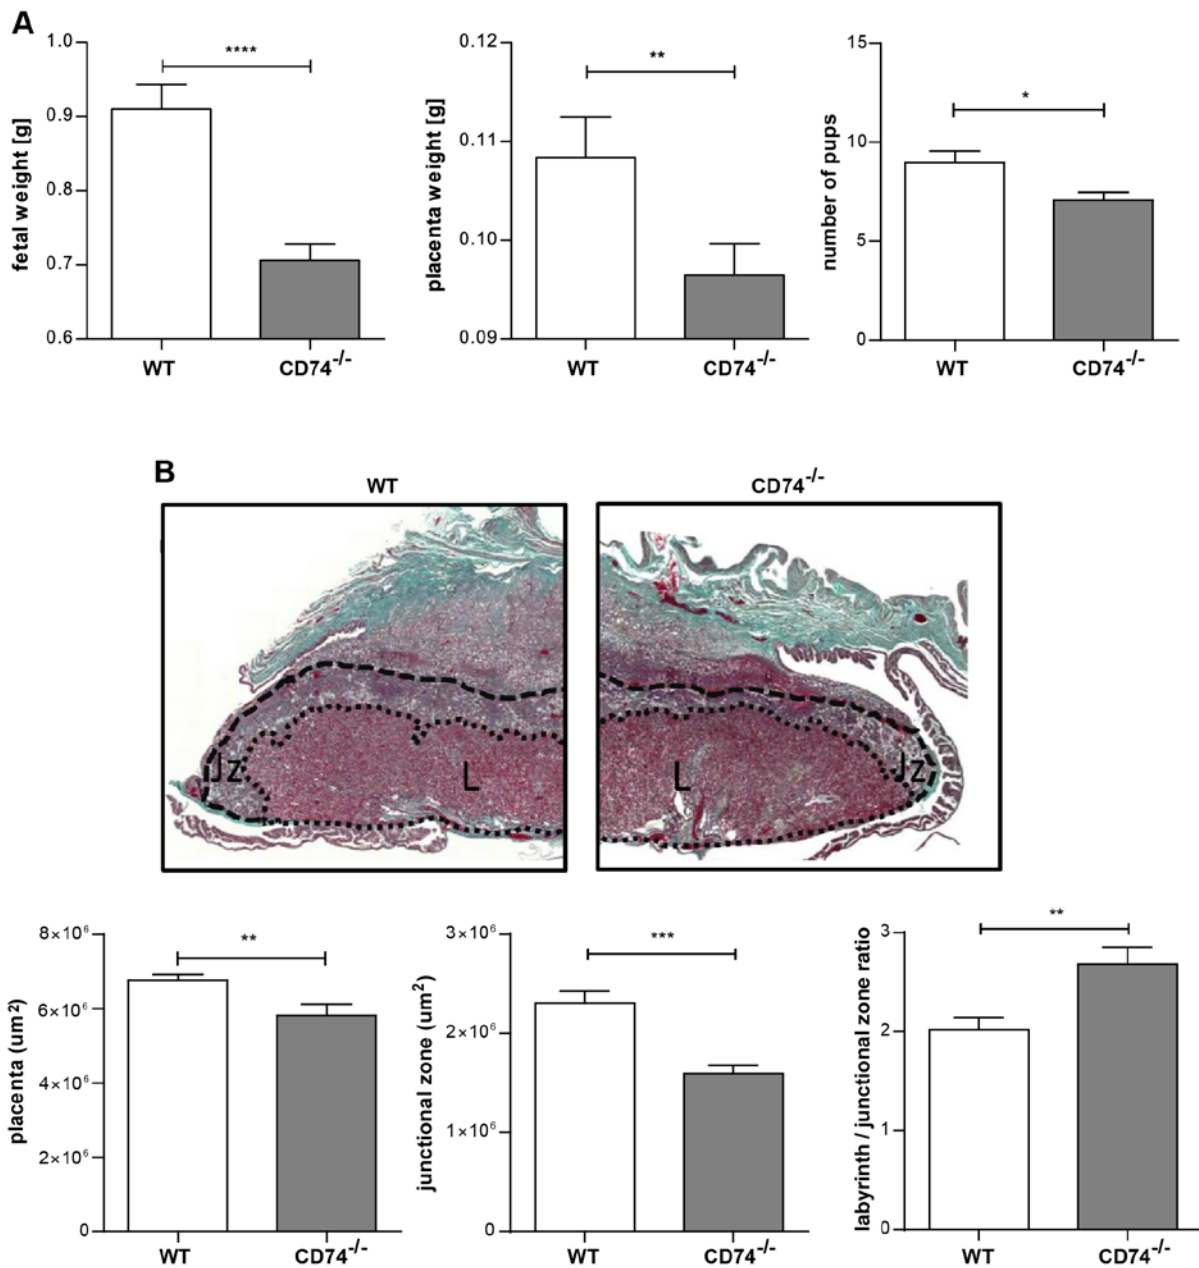 A
fetal weight [g]
1.0
0.9
0.8
0.7
0.6
****
WT
CD74-/-
placenta weight [g]
0.12
0.11
0.10
0.09
**
WT
CD74-/-
number of pups
15
10
5
0
*
WT
CD74-/-
B
WT
CD74-/-
Jz
L
L
Jz
placenta (um²)
8×10⁶
6×10⁶
4×10⁶
2×10⁶
0
**
WT
CD74-/-
junctional zone (um²)
3×10⁶
2×10⁶
1×10⁶
0
***
WT
CD74-/-
labyrinth / junctional zone ratio
3
2
1
0
**
WT
CD74-/-